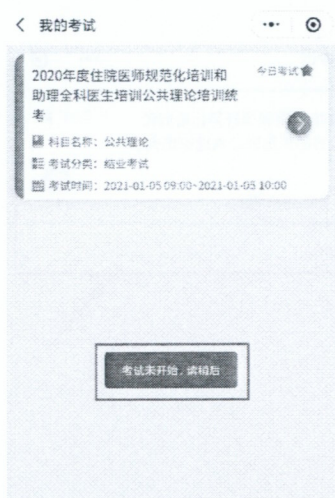 我的考试
今日考试
2020年度住院医师规范化培训和
助理全科医生培训公共理论培训统
考
科目名称：公共理论
考试分类：结业考试
考试时间：2021-01-05 09:00~2021-01-05 10:00
考试未开始，请稍后